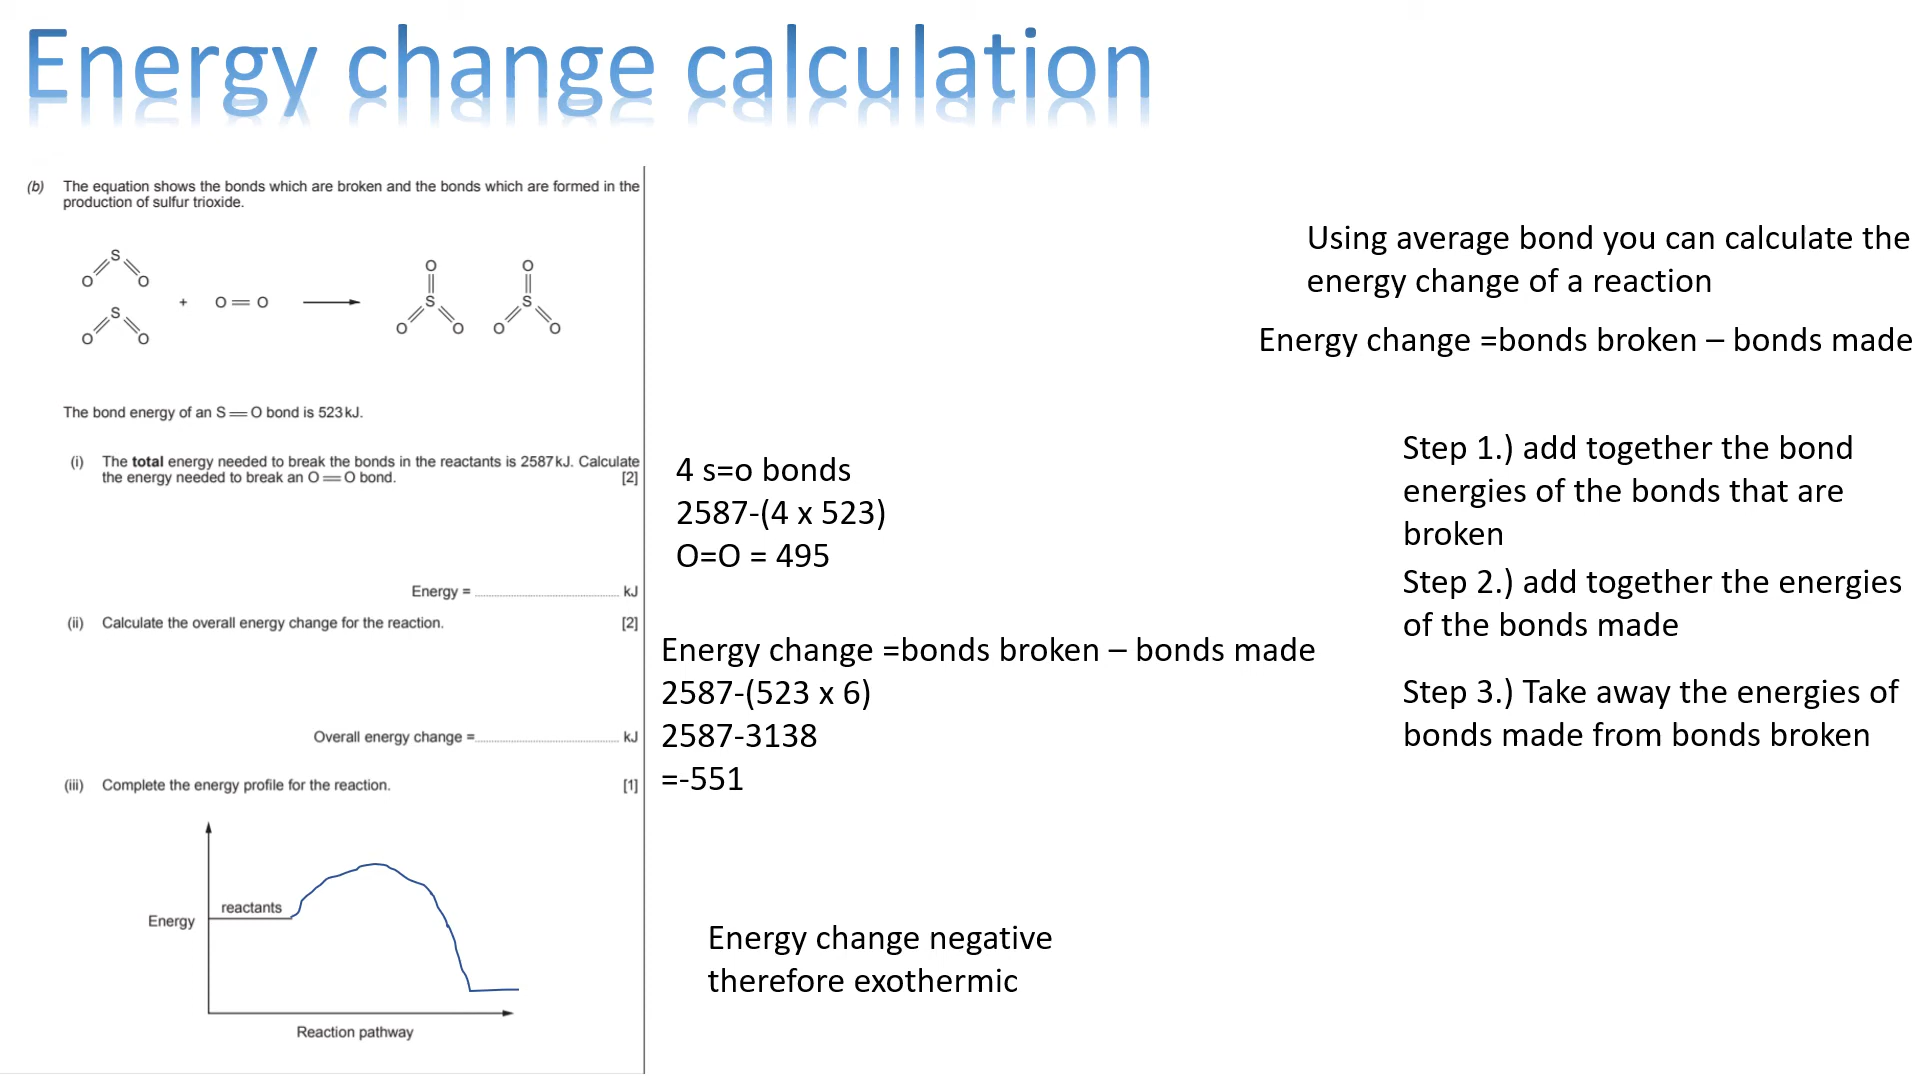 Energy change calculation
(b) The equation shows the bonds which are broken and the bonds which are formed in the
production of sulfur trioxide.
S
O O
S
O O
+ O = O
O
S
O O
O
S
O O
The bond energy of an S = O bond is 523 kJ.
(i) The total energy needed to break the bonds in the reactants is 2587 kJ. Calculate
the energy needed to break an O = O bond. [2]
Energy = ........................................ kJ
(ii) Calculate the overall energy change for the reaction. [2]
Overall energy change = ........................................ kJ
(iii) Complete the energy profile for the reaction. [1]
reactants
Energy
Reaction pathway
4 s=o bonds
2587-(4 x 523)
O=O = 495
Energy change =bonds broken – bonds made
2587-(523 x 6)
2587-3138
=-551
Energy change negative
therefore exothermic
Using average bond you can calculate the
energy change of a reaction
Energy change =bonds broken – bonds made
Step 1.) add together the bond
energies of the bonds that are
broken
Step 2.) add together the energies
of the bonds made
Step 3.) Take away the energies of
bonds made from bonds broken